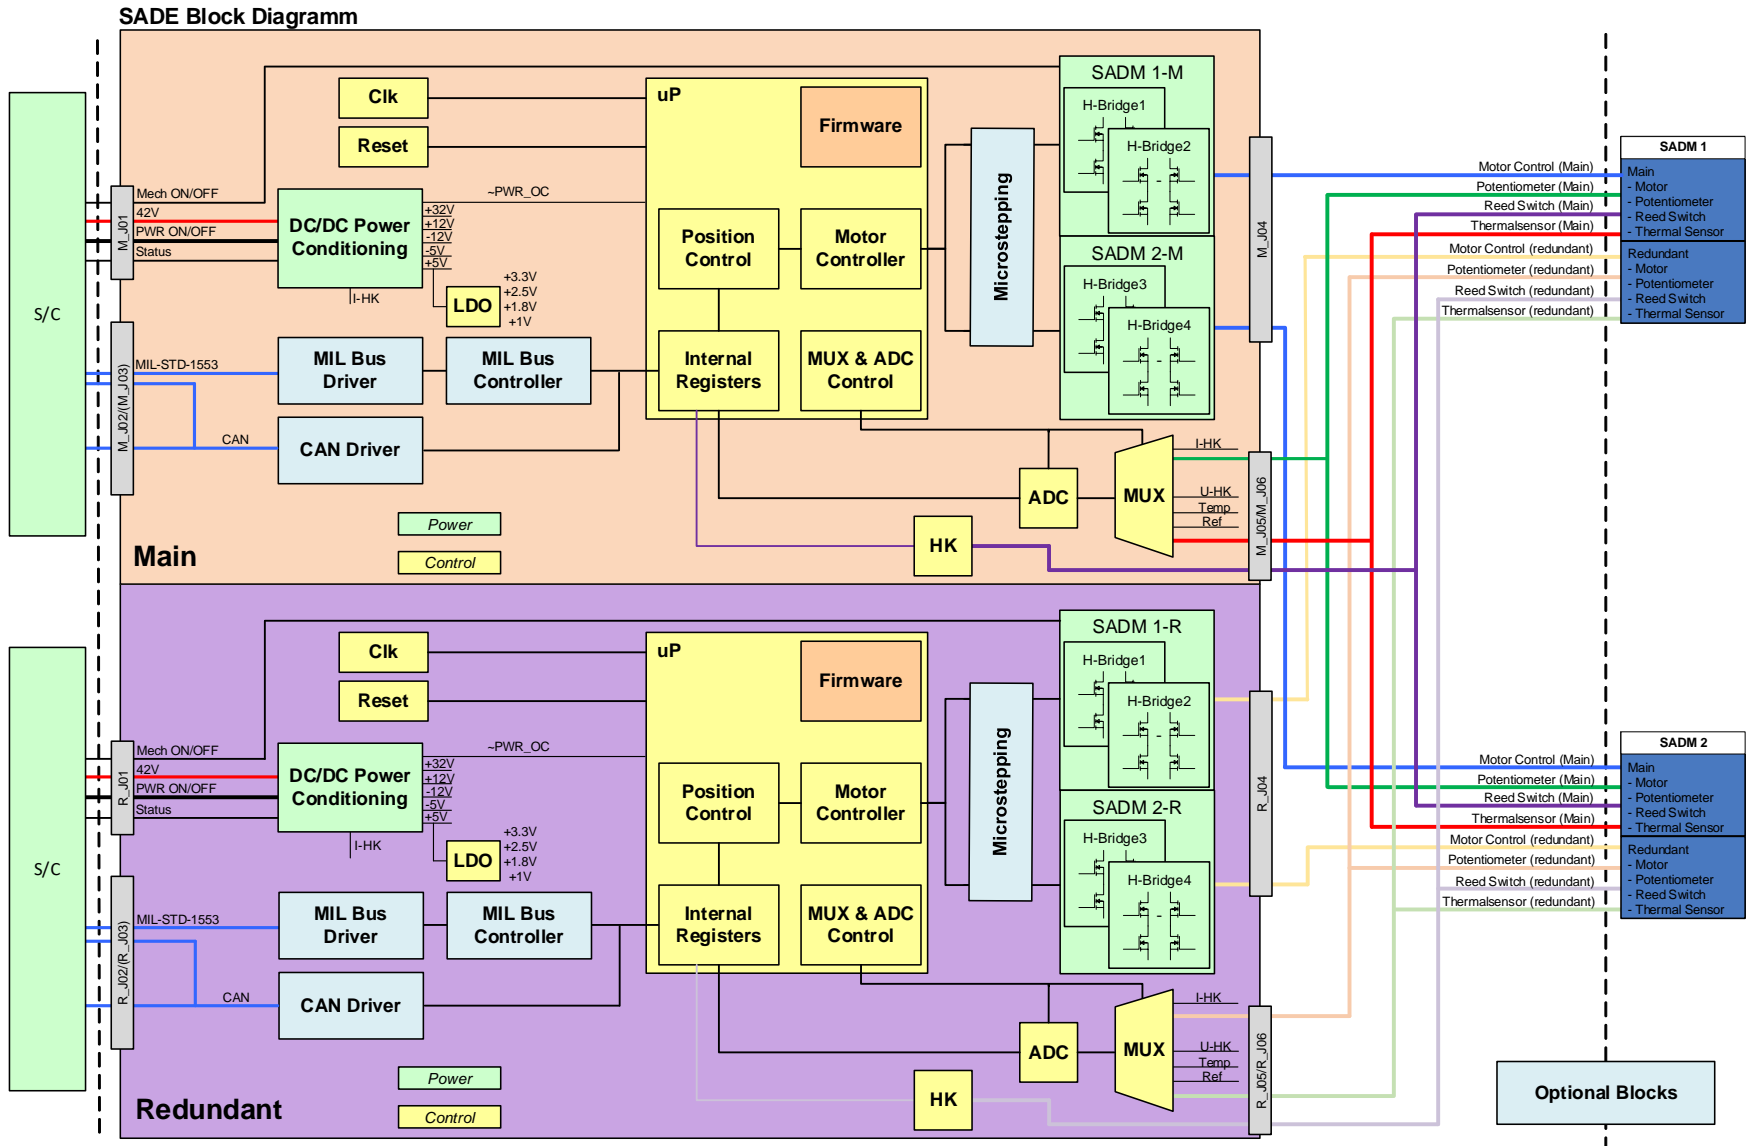 SADE Block Diagramm
S/C
M_J01
Mech ON/OFF
42V
PWR ON/OFF
Status
M_J02/(M_J03)
MIL-STD-1553
CAN
Clk
Reset
DC/DC Power
Conditioning
~PWR_OC
+32V
+12V
-12V
-5V
+5V
I-HK
LDO
+3.3V
+2.5V
+1.8V
+1V
MIL Bus
Driver
MIL Bus
Controller
CAN Driver
Power
Control
Main
uP
Firmware
Position
Control
Motor
Controller
Internal
Registers
MUX & ADC
Control
Microstepping
SADM 1-M
H-Bridge1
H-Bridge2
SADM 2-M
H-Bridge3
H-Bridge4
ADC
MUX
I-HK
U-HK
Temp
Ref
HK
M_J04
M_J05/M_J06
Motor Control (Main)
Potentiometer (Main)
Reed Switch (Main)
Thermalsensor (Main)
Motor Control (redundant)
Potentiometer (redundant)
Reed Switch (redundant)
Thermalsensor (redundant)
SADM 1
Main
- Motor
- Potentiometer
- Reed Switch
- Thermal Sensor
Redundant
- Motor
- Potentiometer
- Reed Switch
- Thermal Sensor
S/C
R_J01
Mech ON/OFF
42V
PWR ON/OFF
Status
R_J02/(R_J03)
MIL-STD-1553
CAN
Clk
Reset
DC/DC Power
Conditioning
~PWR_OC
+32V
+12V
-12V
-5V
+5V
I-HK
LDO
+3.3V
+2.5V
+1.8V
+1V
MIL Bus
Driver
MIL Bus
Controller
CAN Driver
Power
Control
Redundant
uP
Firmware
Position
Control
Motor
Controller
Internal
Registers
MUX & ADC
Control
Microstepping
SADM 1-R
H-Bridge1
H-Bridge2
SADM 2-R
H-Bridge3
H-Bridge4
ADC
MUX
I-HK
U-HK
Temp
Ref
HK
R_J04
R_J05/R_J06
Motor Control (Main)
Potentiometer (Main)
Reed Switch (Main)
Thermalsensor (Main)
Motor Control (redundant)
Potentiometer (redundant)
Reed Switch (redundant)
Thermalsensor (redundant)
SADM 2
Main
- Motor
- Potentiometer
- Reed Switch
- Thermal Sensor
Redundant
- Motor
- Potentiometer
- Reed Switch
- Thermal Sensor
Optional Blocks